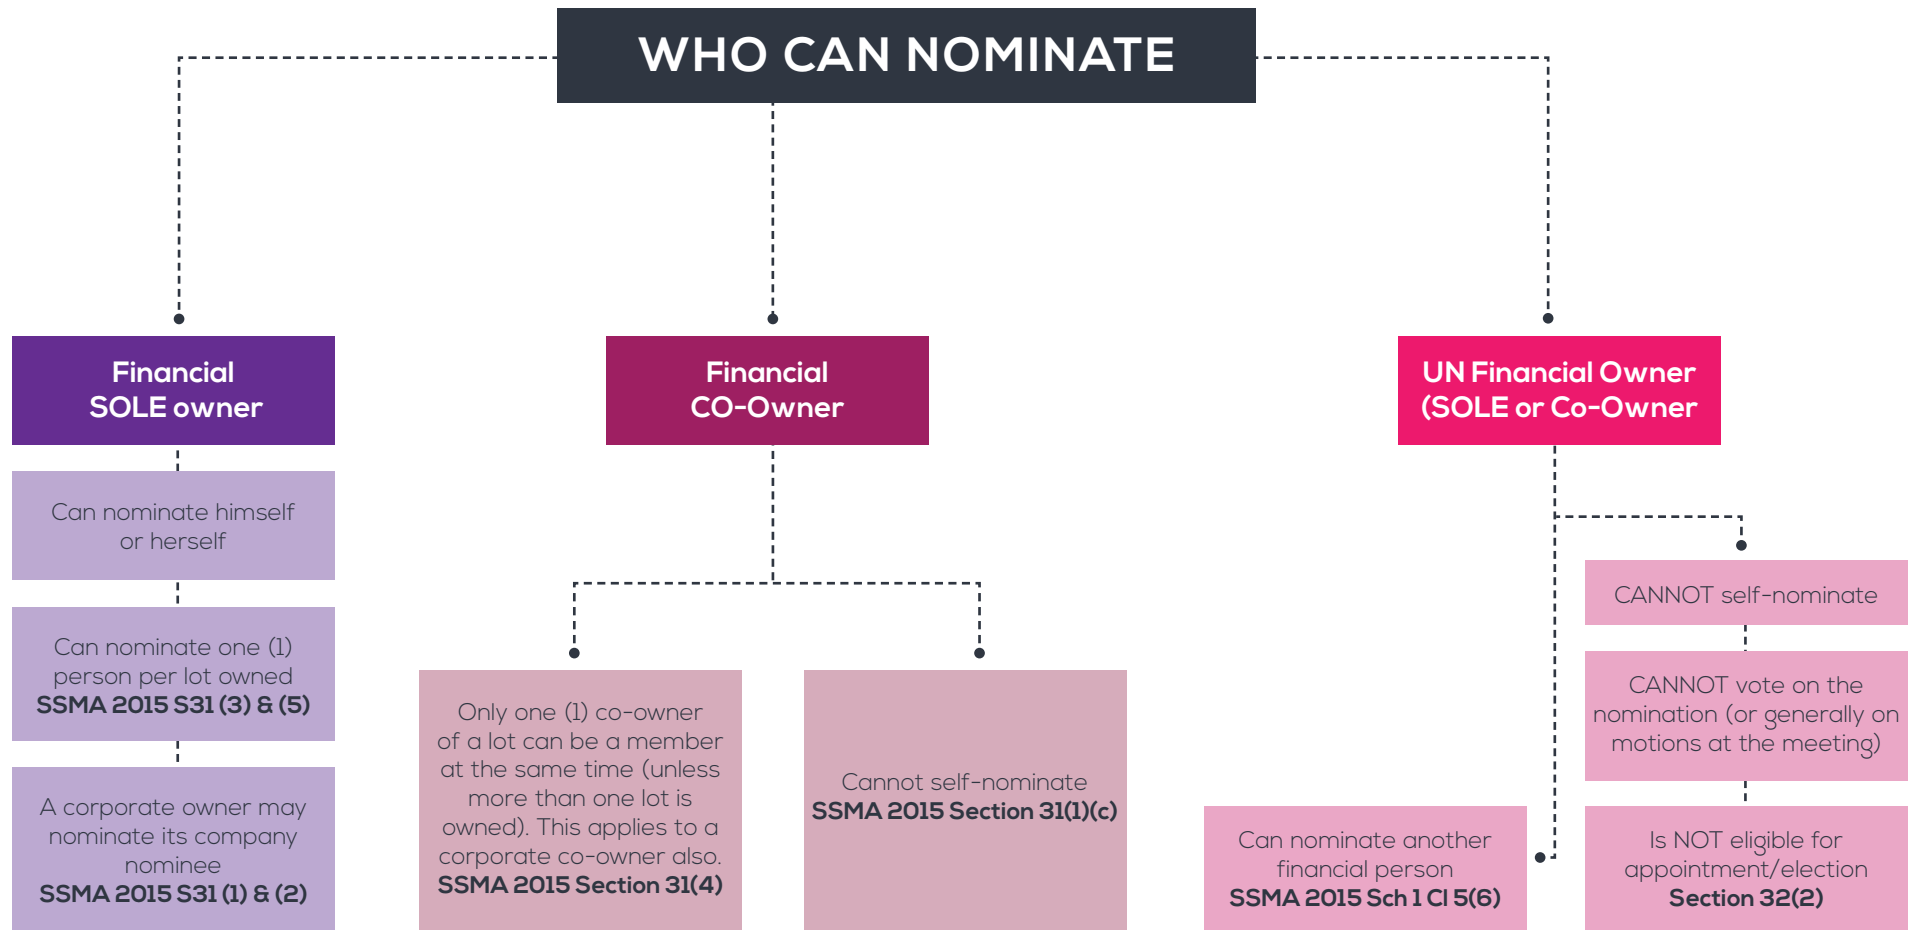 WHO CAN NOMINATE
Financial
SOLE owner
Can nominate himself
or herself
Can nominate one (1)
person per lot owned
SSMA 2015 S31 (3) & (5)
A corporate owner may
nominate its company
nominee
SSMA 2015 S31 (1) & (2)
Financial
CO-Owner
Only one (1) co-owner
of a lot can be a member
at the same time (unless
more than one lot is
owned). This applies to a
corporate co-owner also.
SSMA 2015 Section 31(4)
Cannot self-nominate
SSMA 2015 Section 31(1)(c)
UN Financial Owner
(SOLE or Co-Owner
Can nominate another
financial person
SSMA 2015 Sch 1 Cl 5(6)
CANNOT self-nominate
CANNOT vote on the
nomination (or generally on
motions at the meeting)
Is NOT eligible for
appointment/election
Section 32(2)